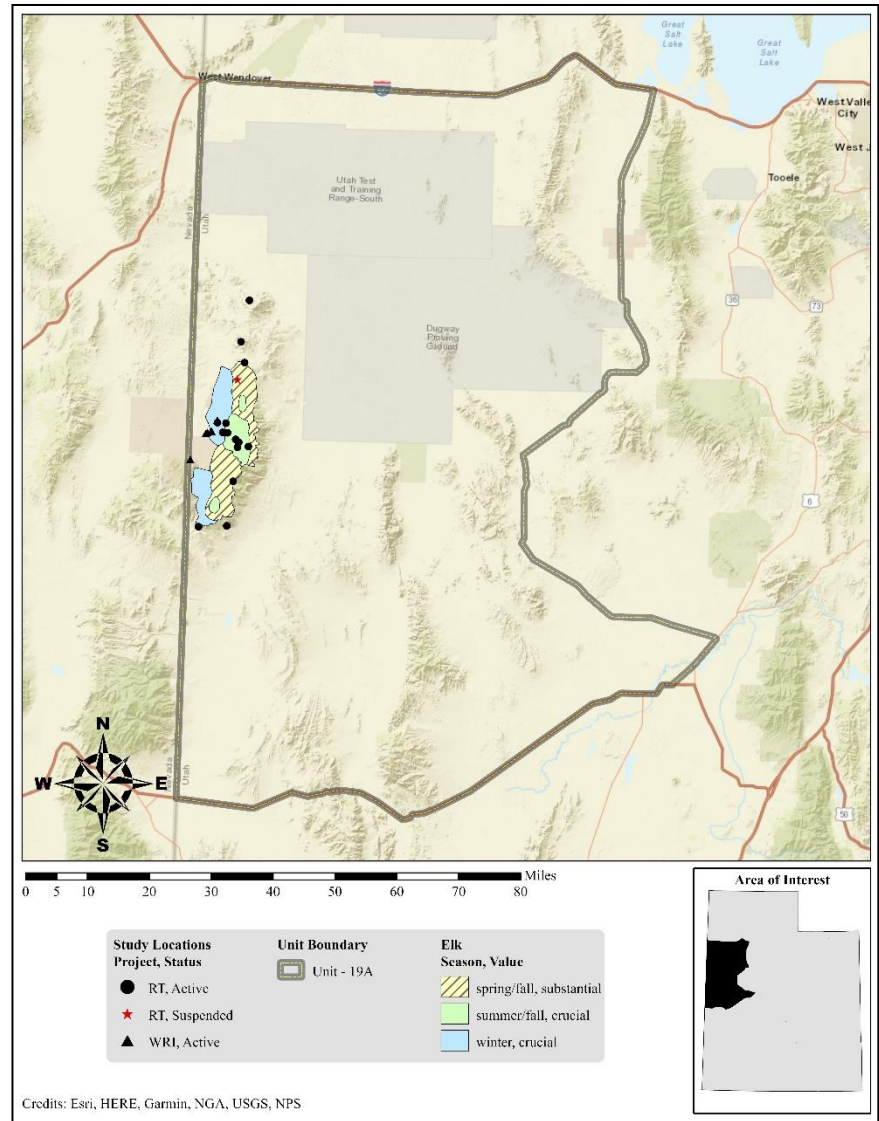 Great
Salt
Lake
Great
Salt
Lake
West Wendover
West Valle
City
West J
Utah Test
and Training
Range-South
Tooele
Nevada
Utah
36
73
Dugway
Proving
Ground
6
N
W
E
S
Nevada
Utah
50
0 5 10 20 30 40 50 60 70 80
Miles
Area of Interest
Study Locations
Project, Status
RT, Active
RT, Suspended
WRI, Active
Unit Boundary
Unit - 19A
Elk
Season, Value
spring/fall, substantial
summer/fall, crucial
winter, crucial
Credits: Esri, HERE, Garmin, NGA, USGS, NPS